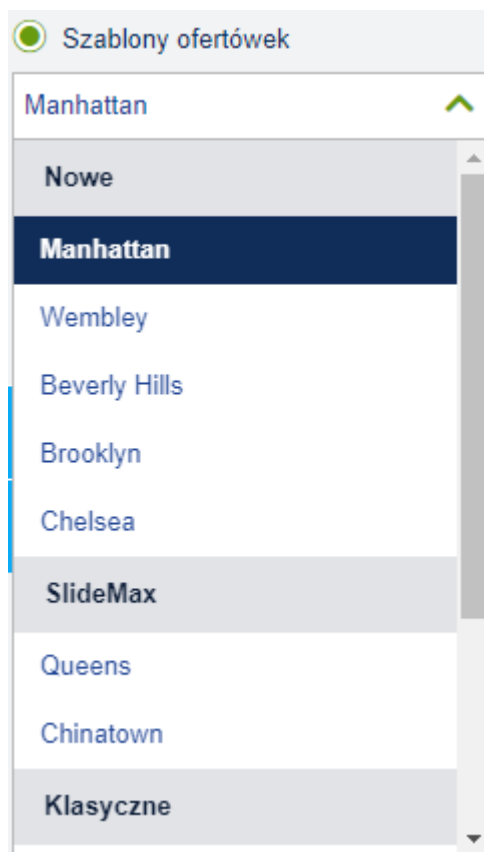 Szablony ofertówek
Manhattan
Nowe
Manhattan
Wembley
Beverly Hills
Brooklyn
Chelsea
SlideMax
Queens
Chinatown
Klasyczne